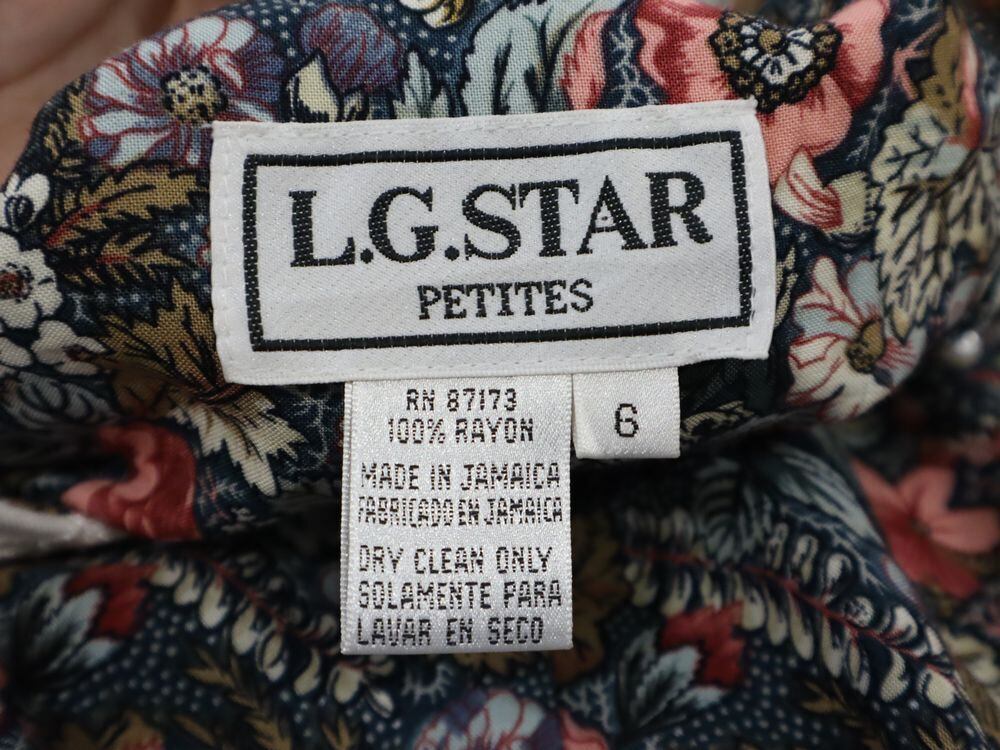 L.G.STAR
PETITES
RN 87173
100% RAYON
MADE IN JAMAICA
FABRICADO EN JAMAICA
DRY CLEAN ONLY
SOLAMENTE PARA
LAVAR EN SECO
6